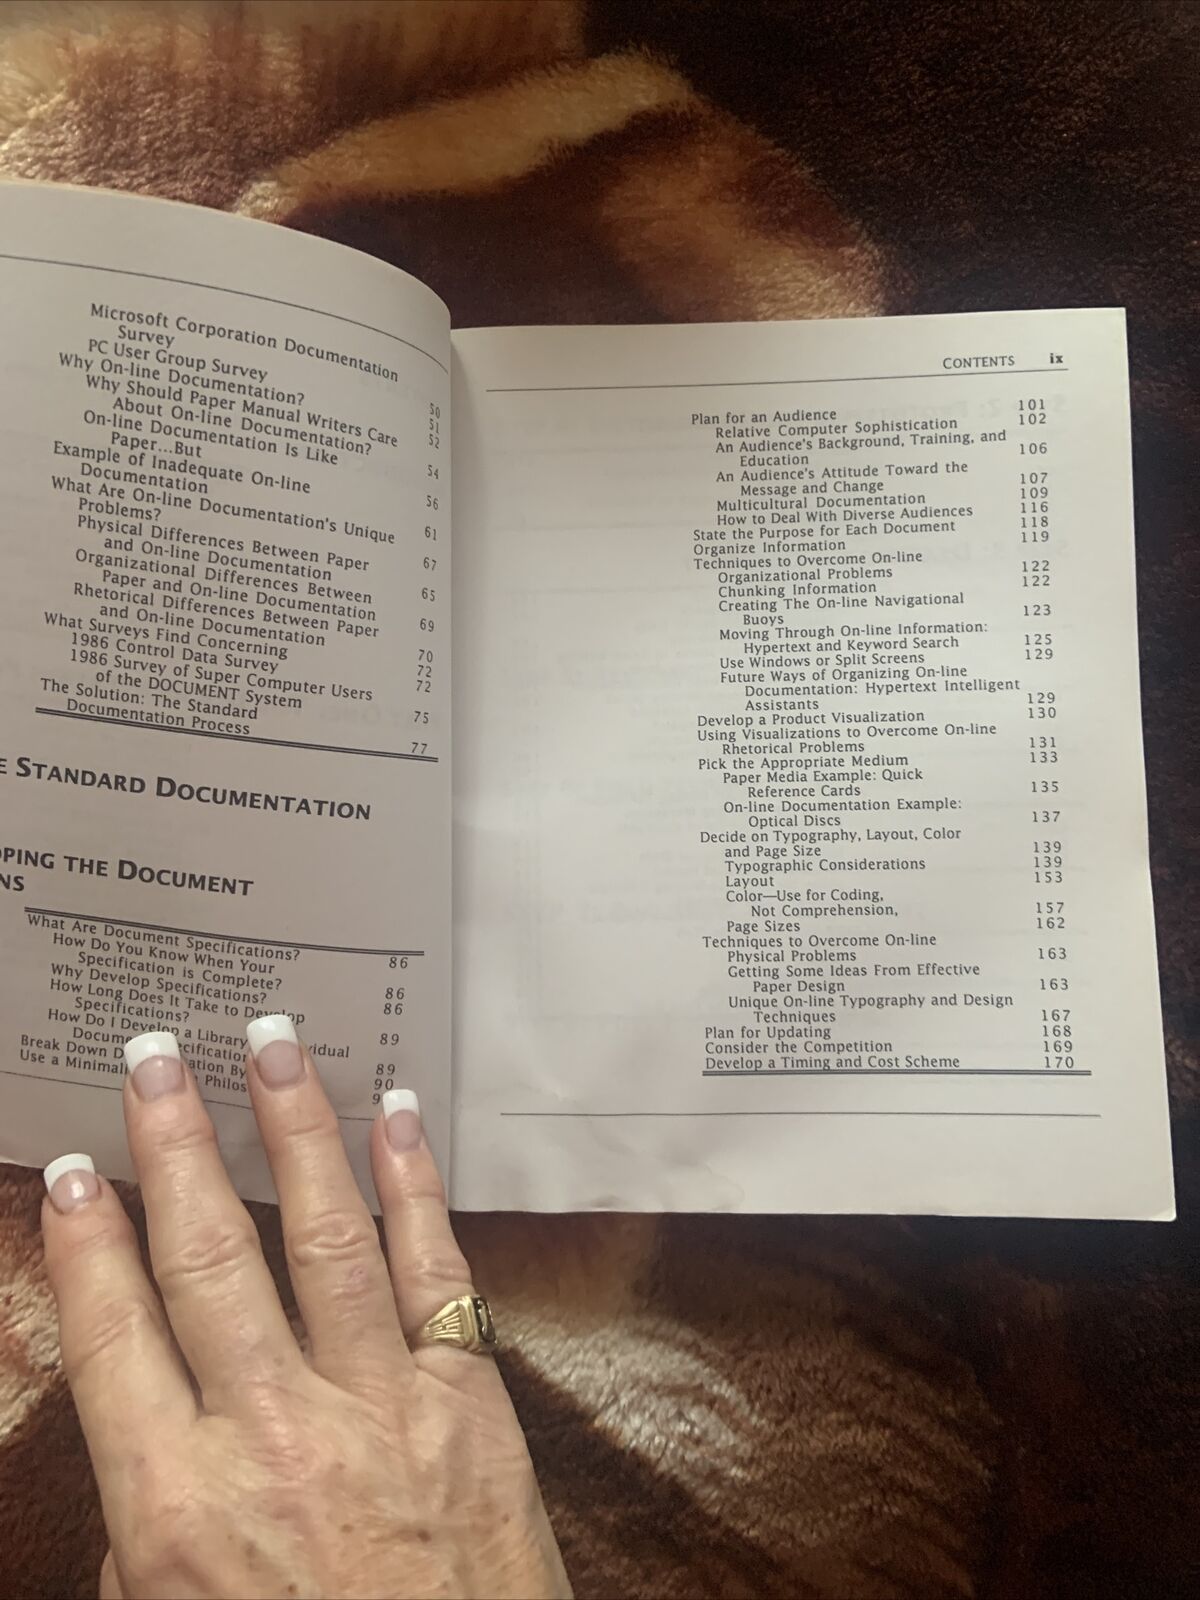 Microsoft Corporation Documentation
Survey 50
PC User Group Survey 51
Why On-line Documentation? 52
Why Should Paper Manual Writers Care
About On-line Documentation? 54
On-line Documentation Is Like
Paper...But 56
Example of Inadequate On-line
Documentation 61
What Are On-line Documentation's Unique
Problems? 67
Physical Differences Between Paper
and On-line Documentation 65
Organizational Differences Between
Paper and On-line Documentation 69
Rhetorical Differences Between Paper
and On-line Documentation 70
What Surveys Find Concerning 72
1986 Control Data Survey 72
1986 Survey of Super Computer Users
of the DOCUMENT System 75
The Solution: The Standard
Documentation Process 77
STANDARD DOCUMENTATION
THE DOCUMENT
What Are Document Specifications? 86
How Do You Know When Your
Specification is Complete? 86
Why Develop Specifications? 86
How Long Does It Take to Develop
Specifications? 89
How Do I Develop a Library
89
Break Down By 90
Use a
CONTENTS ix
Plan for an Audience 101
Relative Computer Sophistication 102
An Audience's Background, Training, and
Education 106
An Audience's Attitude Toward the
Message and Change 107
Multicultural Documentation 109
How to Deal With Diverse Audiences 116
State the Purpose for Each Document 118
Organize Information 119
Techniques to Overcome On-line
Organizational Problems 122
Chunking Information 122
Creating The On-line Navigational
Buoys 123
Moving Through On-line Information:
Hypertext and Keyword Search 125
Use Windows or Split Screens 129
Future Ways of Organizing On-line
Documentation: Hypertext Intelligent
Assistants 129
Develop a Product Visualization 130
Using Visualizations to Overcome On-line
Rhetorical Problems 131
Pick the Appropriate Medium 133
Paper Media Example: Quick
Reference Cards 135
On-line Documentation Example:
Optical Discs 137
Decide on Typography, Layout, Color
and Page Size 139
Typographic Considerations 139
Layout 153
Color—Use for Coding,
Not Comprehension, 157
Page Sizes 162
Techniques to Overcome On-line
Physical Problems 163
Getting Some Ideas From Effective
Paper Design 163
Unique On-line Typography and Design
Techniques 167
Plan for Updating 168
Consider the Competition 169
Develop a Timing and Cost Scheme 170